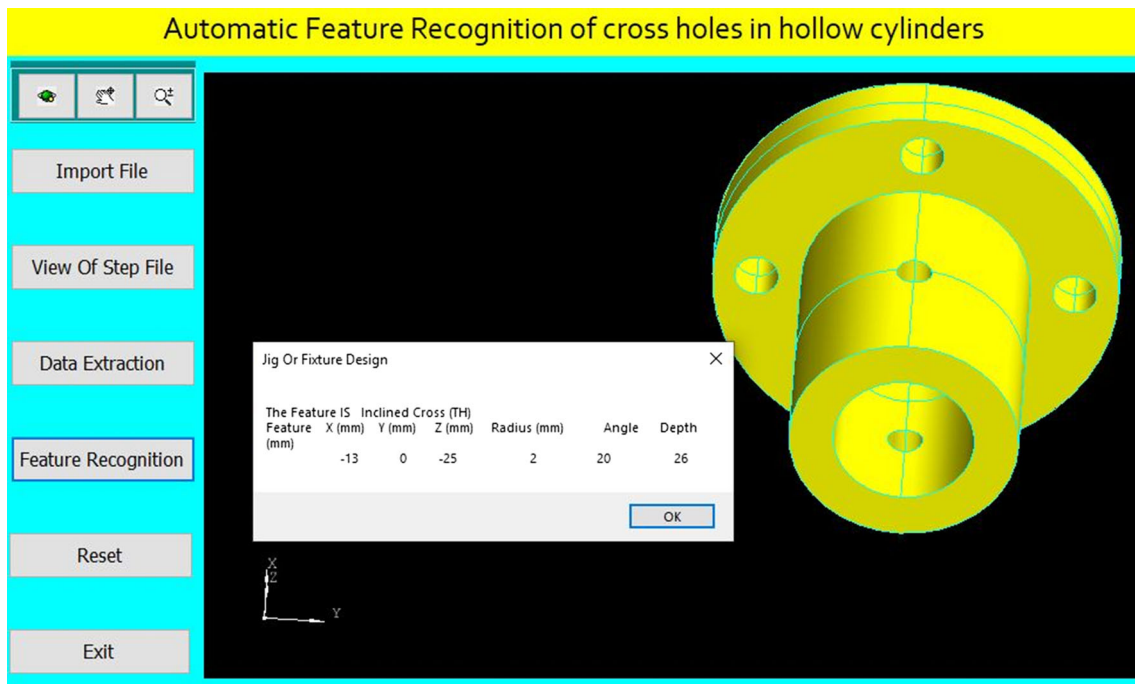 Automatic Feature Recognition of cross holes in hollow cylinders
Import File
View Of Step File
Data Extraction
Feature Recognition
Reset
Exit
Jig Or Fixture Design
The Feature IS Inclined Cross (TH)
Feature X (mm) Y (mm) Z (mm) Radius (mm) Angle Depth
(mm)
-13 0 -25 2 20 26
OK
X
Z
Y